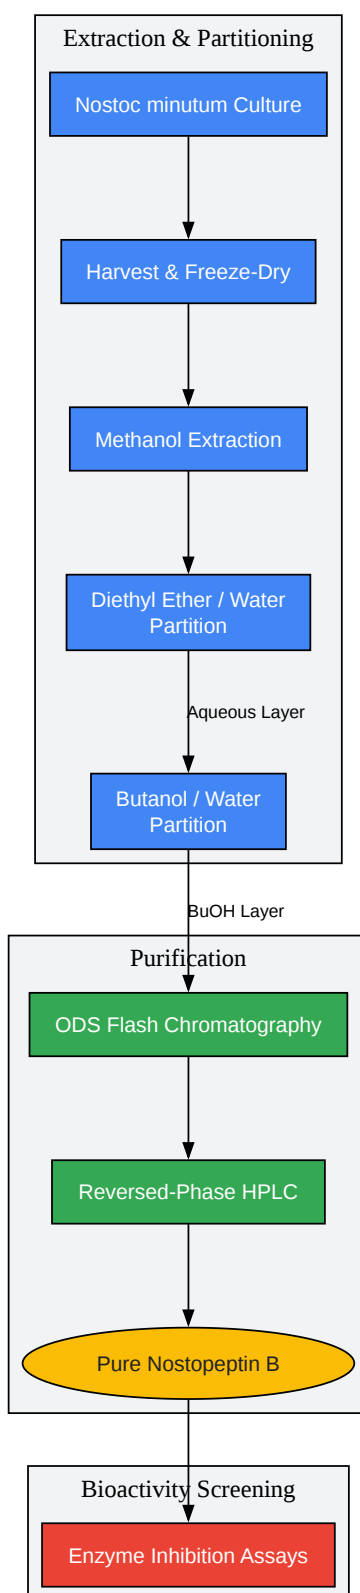 Extraction & Partitioning
Nostoc minutum Culture
Harvest & Freeze-Dry
Methanol Extraction
Diethyl Ether / Water
Partition
Aqueous Layer
Butanol / Water
Partition
BuOH Layer
Purification
ODS Flash Chromatography
Reversed-Phase HPLC
Pure Nostopeptin B
Bioactivity Screening
Enzyme Inhibition Assays